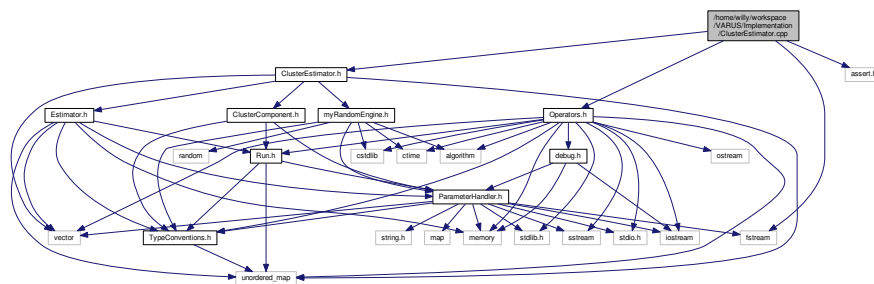 /home/willy/workspace
/VARUS/Implementation
/ClusterEstimator.cpp
ClusterEstimator.h
assert.h
Estimator.h
ClusterComponent.h
myRandomEngine.h
Operators.h
random
Run.h
cstdlib
ctime
algorithm
debug.h
ostream
ParameterHandler.h
vector
TypeConventions.h
string.h
map
memory
stdlib.h
sstream
stdio.h
iostream
fstream
unordered_map